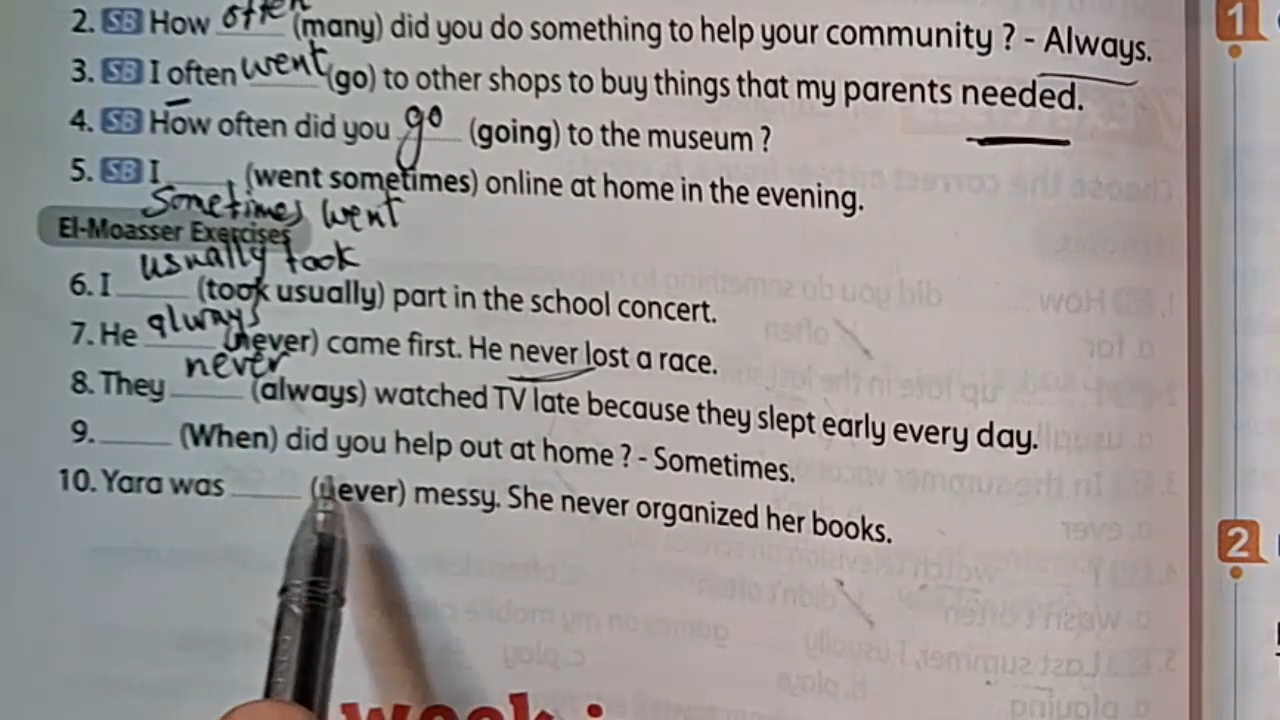 2. SB How often (many) did you do something to help your community ? - Always.
3. SB I often went (go) to other shops to buy things that my parents needed.
4. SB How often did you go (going) to the museum ?
5. SB I ____ (went sometimes) online at home in the evening.
Sometimes went
El-Moasser Exercises
usually took
6. I ____ (took usually) part in the school concert.
always
7. He ____ (never) came first. He never lost a race.
never
8. They ____ (always) watched TV late because they slept early every day.
9. ____ (When) did you help out at home ? - Sometimes.
10. Yara was ____ (never) messy. She never organized her books.
week :
1
2